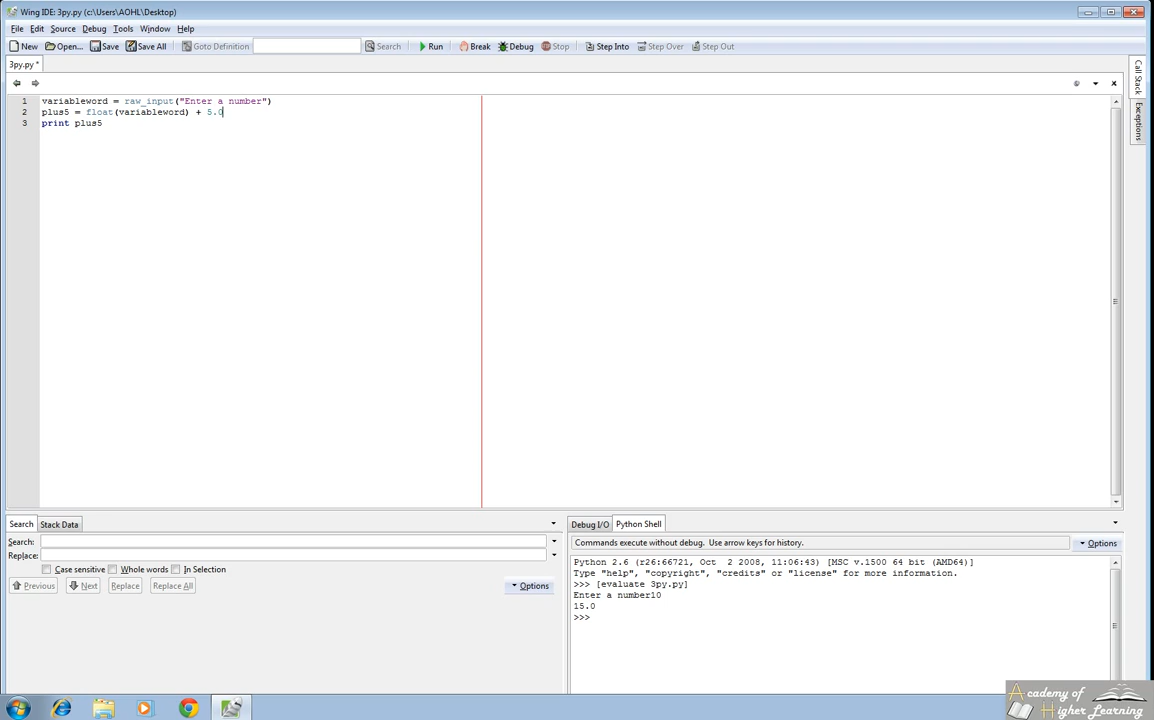 Wing IDE: 3py.py (c:\Users\AOHL\Desktop)
File Edit Source Debug Tools Window Help
New Open... Save Save All Goto Definition Search Run Break Debug Stop Step Into Step Over Step Out
3py.py *
Call Stack
Exceptions
1 variableword = raw_input("Enter a number")
2 plus5 = float(variableword) + 5.0
3 print plus5
Search Stack Data
Search:
Replace:
Case sensitive Whole words In Selection
Previous Next Replace Replace All Options
Debug I/O Python Shell
Commands execute without debug. Use arrow keys for history. Options
Python 2.6 (r26:66721, Oct 2 2008, 11:06:43) [MSC v.1500 64 bit (AMD64)]
Type "help", "copyright", "credits" or "license" for more information.
>>> [evaluate 3py.py]
Enter a number10
15.0
>>>
Academy of
Higher Learning